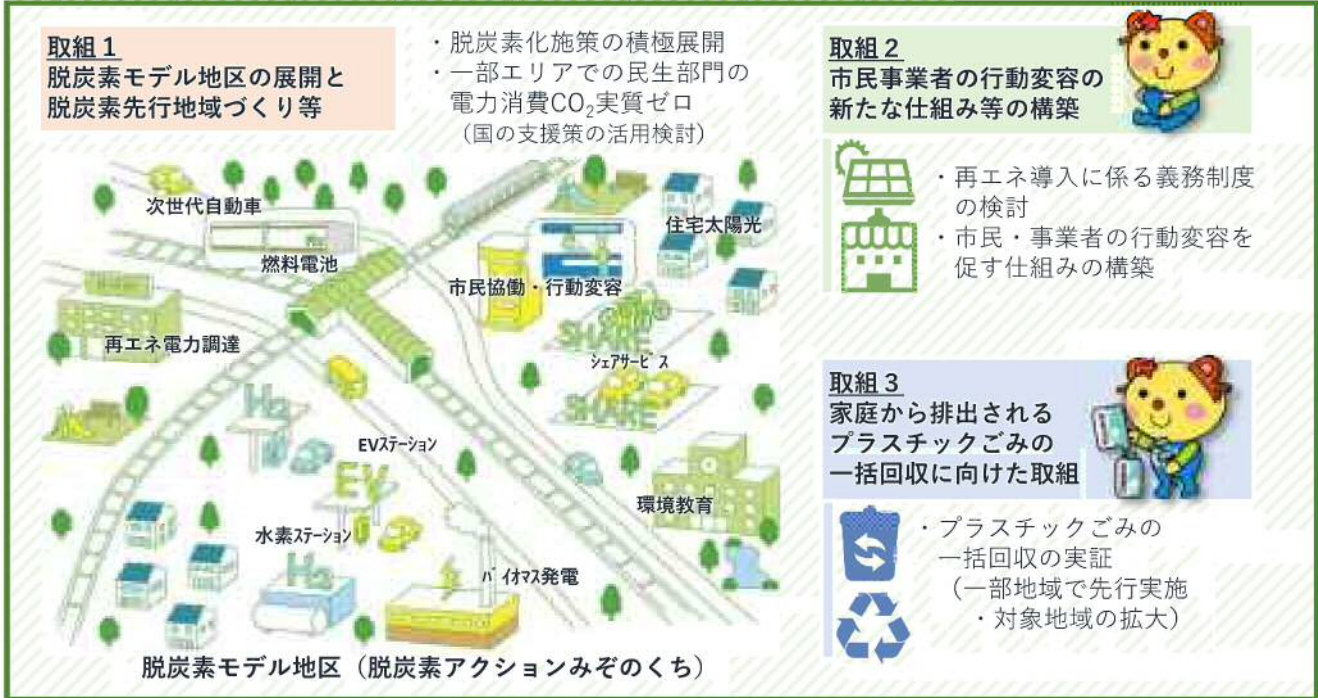 取組1
脱炭素モデル地区の展開と
脱炭素先行地域づくり等
・脱炭素化施策の積極展開
・一部エリアでの民生部門の
電力消費CO₂実質ゼロ
(国の支援策の活用検討)
次世代自動車
燃料電池
住宅太陽光
市民協働・行動変容
再エネ電力調達
SHARE
シェアサービス
SHARE
H2
EVステーション
EV
環境教育
水素ステーション
H2
バイオマス発電
脱炭素モデル地区(脱炭素アクションみぞのくち)
取組2
市民事業者の行動変容の
新たな仕組み等の構築
・再エネ導入に係る義務制度
の検討
・市民・事業者の行動変容を
促す仕組みの構築
取組3
家庭から排出される
プラスチックごみの
一括回収に向けた取組
・プラスチックごみの
一括回収の実証
(一部地域で先行実施
・対象地域の拡大)